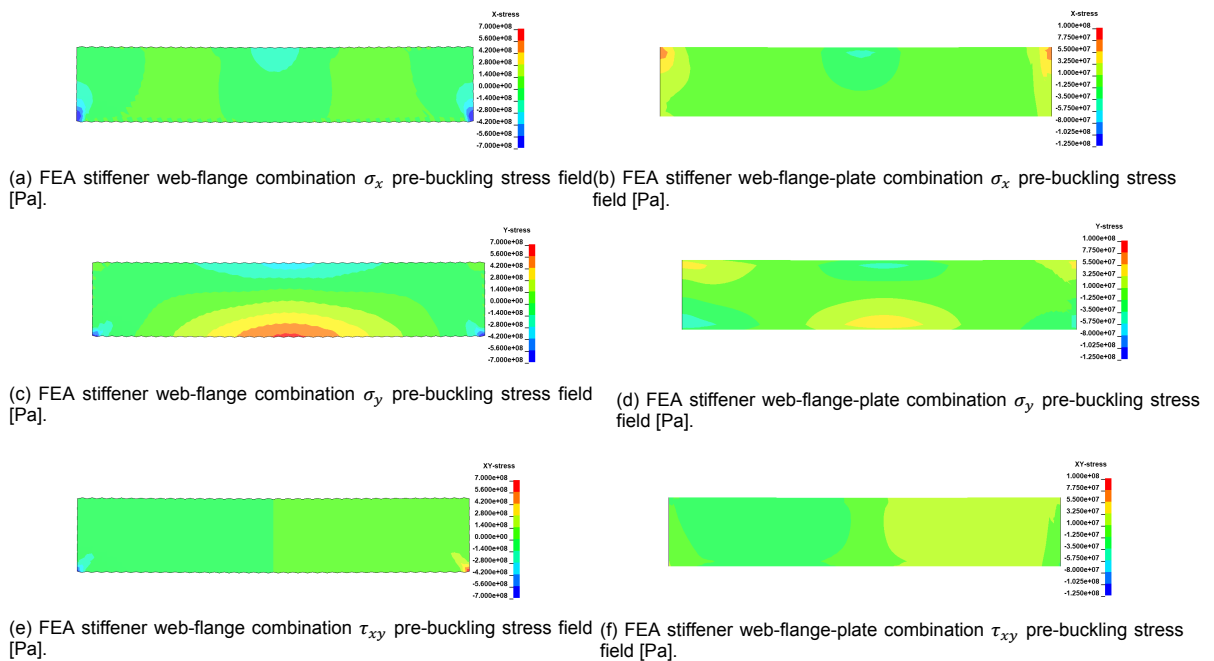 X-stress
7.000e+08
5.600e+08
4.200e+08
2.800e+08
1.400e+08
0.000e+00
-1.400e+08
-2.800e+08
-4.200e+08
-5.600e+08
-7.000e+08
X-stress
1.000e+08
7.750e+07
5.500e+07
3.250e+07
1.000e+07
-1.250e+07
-3.500e+07
-5.750e+07
-8.000e+07
-1.025e+08
-1.250e+08
(a) FEA stiffener web-flange combination σx pre-buckling stress field
[Pa].
(b) FEA stiffener web-flange-plate combination σx pre-buckling stress
field [Pa].
Y-stress
7.000e+08
5.600e+08
4.200e+08
2.800e+08
1.400e+08
0.000e+00
-1.400e+08
-2.800e+08
-4.200e+08
-5.600e+08
-7.000e+08
Y-stress
1.000e+08
7.750e+07
5.500e+07
3.250e+07
1.000e+07
-1.250e+07
-3.500e+07
-5.750e+07
-8.000e+07
-1.025e+08
-1.250e+08
(c) FEA stiffener web-flange combination σy pre-buckling stress field
[Pa].
(d) FEA stiffener web-flange-plate combination σy pre-buckling stress
field [Pa].
XY-stress
7.000e+08
5.600e+08
4.200e+08
2.800e+08
1.400e+08
0.000e+00
-1.400e+08
-2.800e+08
-4.200e+08
-5.600e+08
-7.000e+08
XY-stress
1.000e+08
7.750e+07
5.500e+07
3.250e+07
1.000e+07
-1.250e+07
-3.500e+07
-5.750e+07
-8.000e+07
-1.025e+08
-1.250e+08
(e) FEA stiffener web-flange combination τxy pre-buckling stress field
[Pa].
(f) FEA stiffener web-flange-plate combination τxy pre-buckling stress
field [Pa].